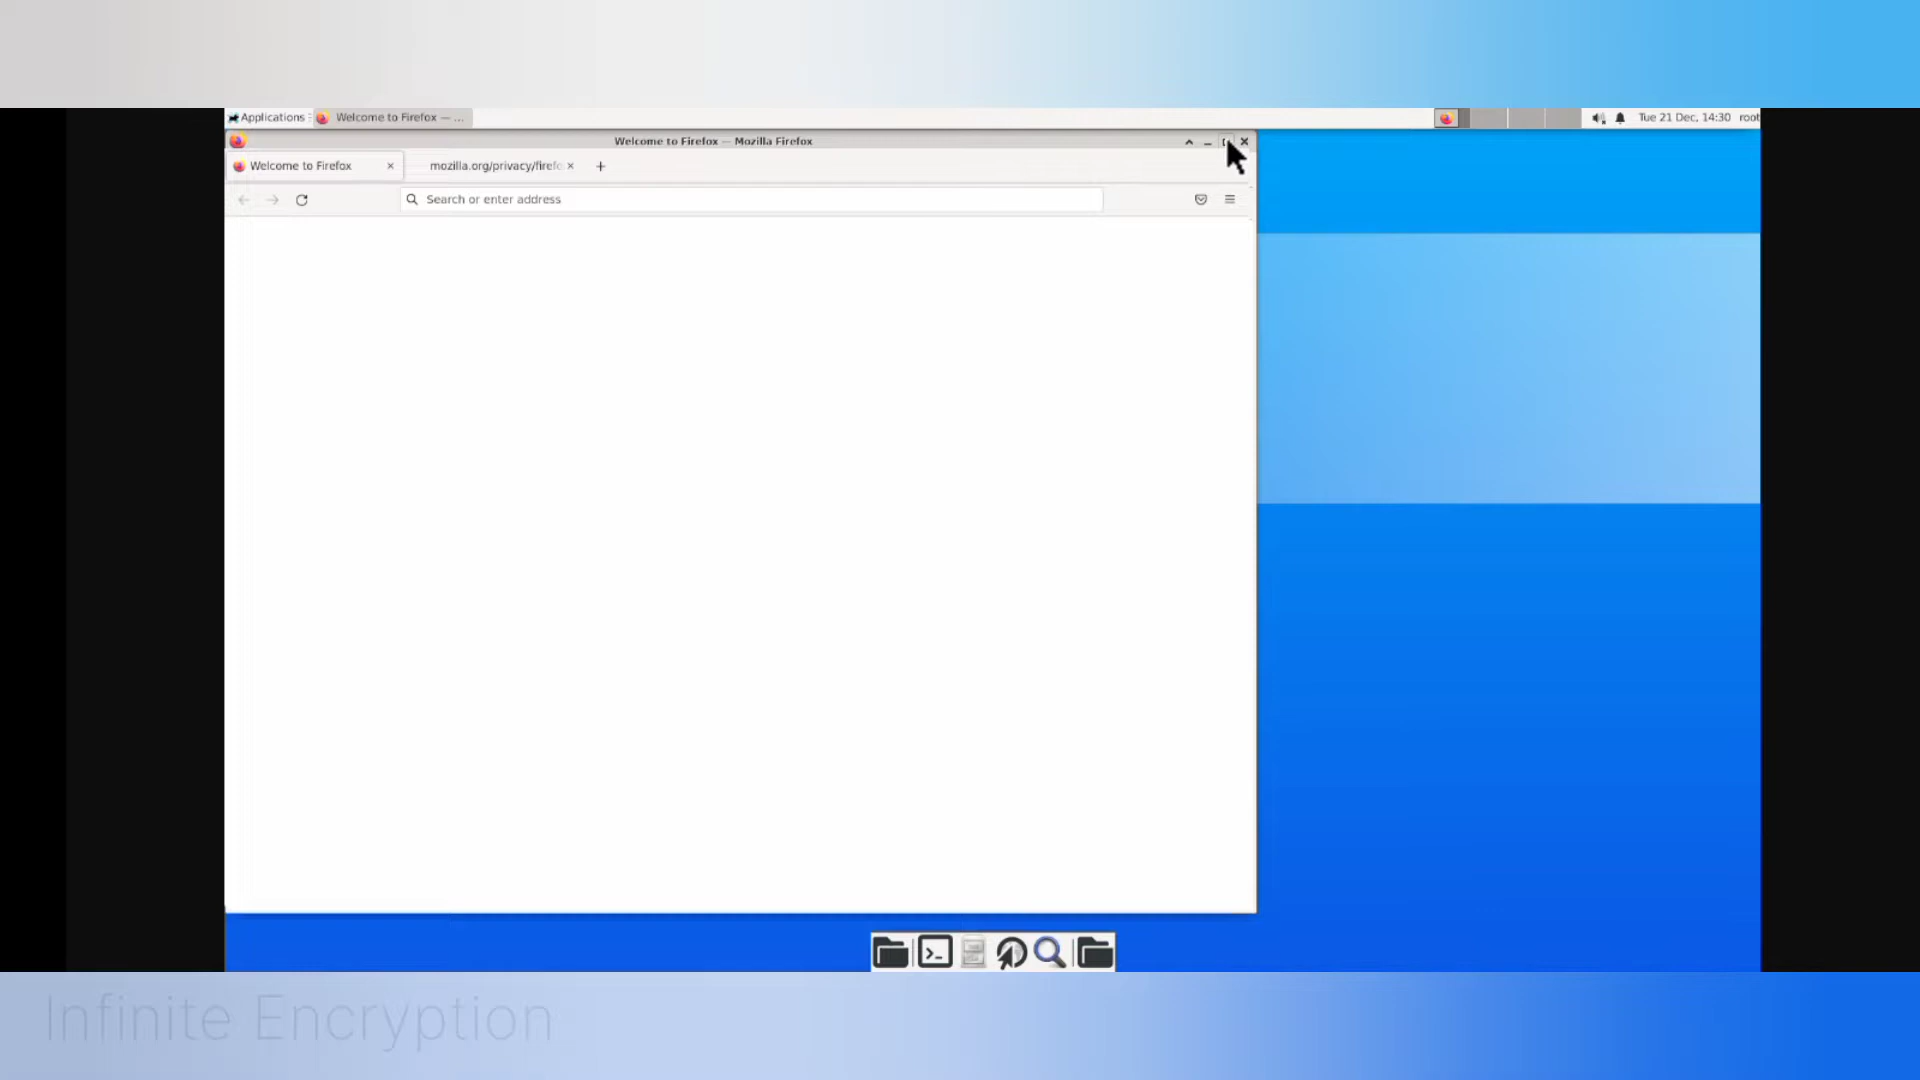 Applications
Welcome to Firefox — ...
Tue 21 Dec, 14:30 root
Welcome to Firefox — Mozilla Firefox
Welcome to Firefox
mozilla.org/privacy/firefo
Search or enter address
Infinite Encryption